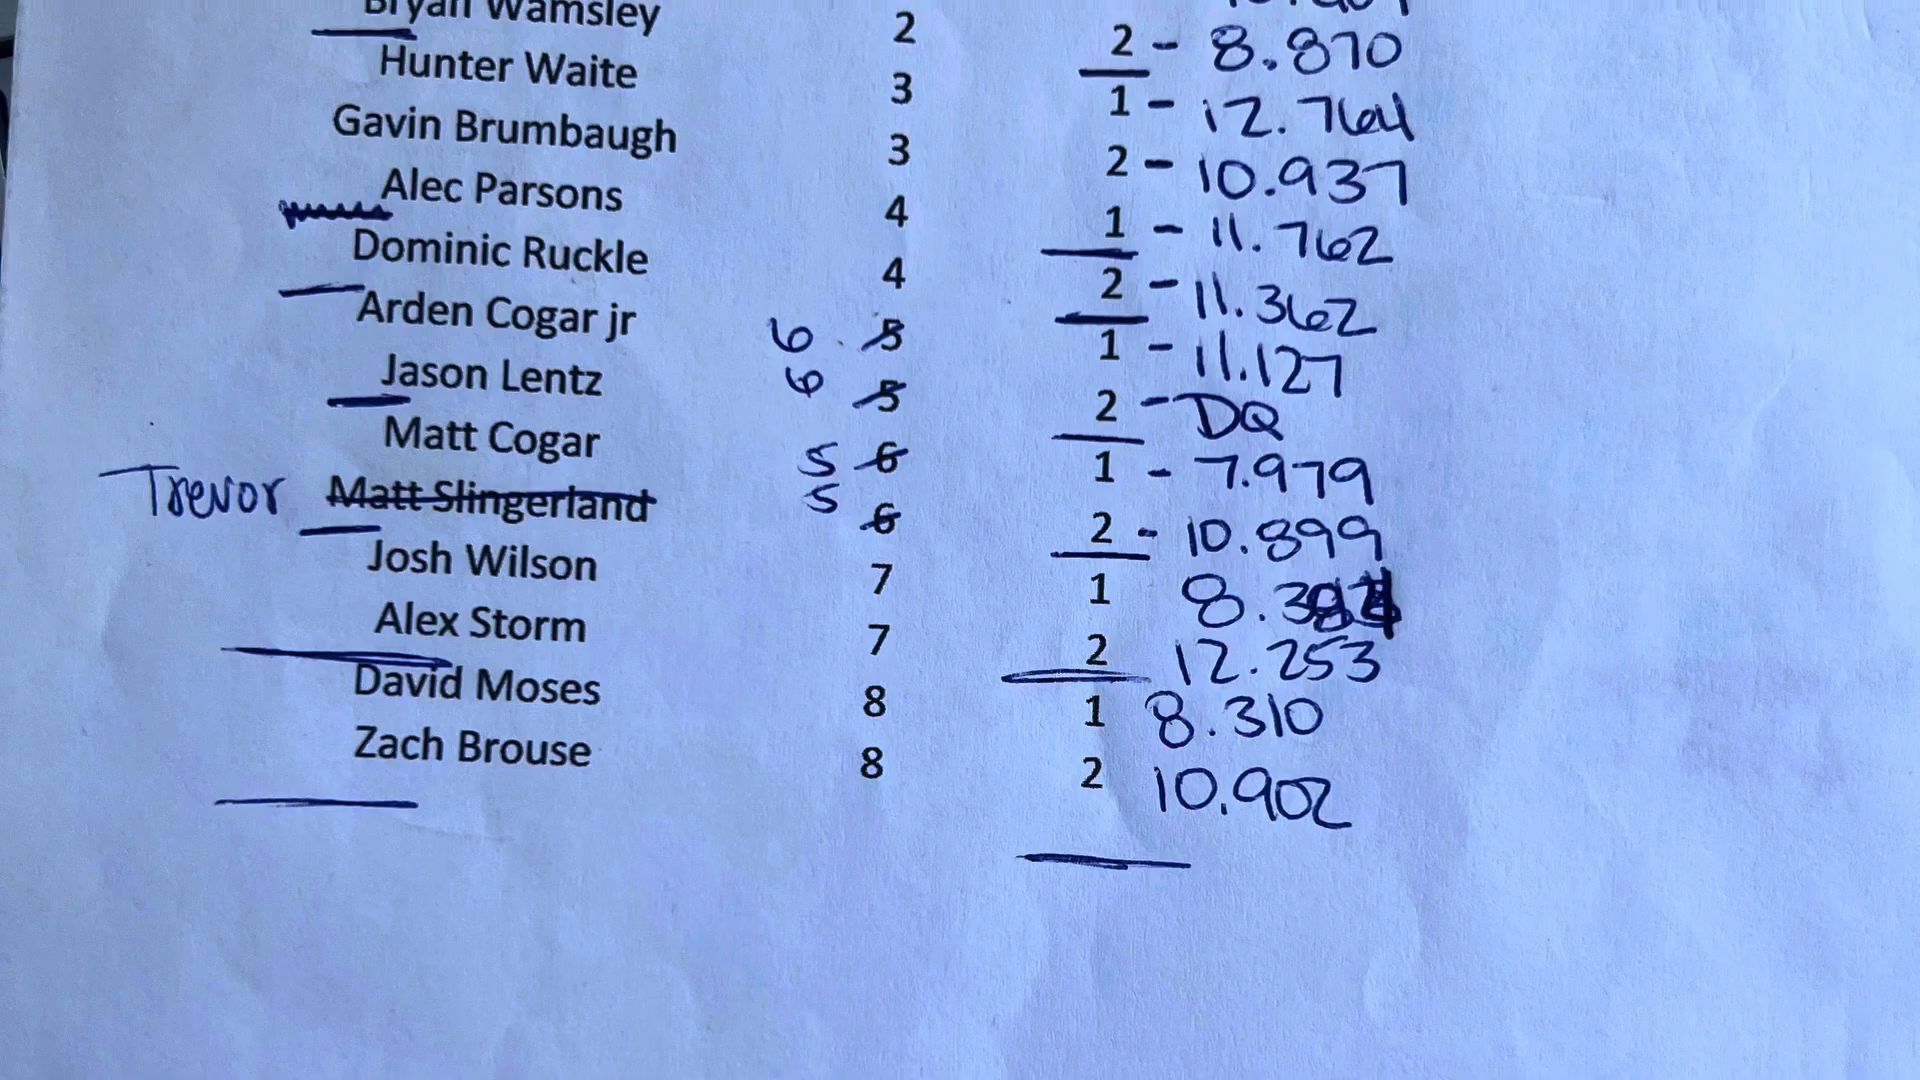 Bryan Wamsley 2 2 - 8.870
Hunter Waite 3 1 - 12.764
Gavin Brumbaugh 3 2 - 10.937
Alec Parsons 4 1 - 11.762
Dominic Ruckle 4 2 - 11.362
Arden Cogar jr 6 5 1 - 11.127
Jason Lentz 6 5 2 - DQ
Matt Cogar 5 6 1 - 7.979
Trevor Matt Slingerland 5 6 2 - 10.899
Josh Wilson 7 1
Alex Storm 7 2 12.253
David Moses 8 1 8.310
Zach Brouse 8 2 10.902